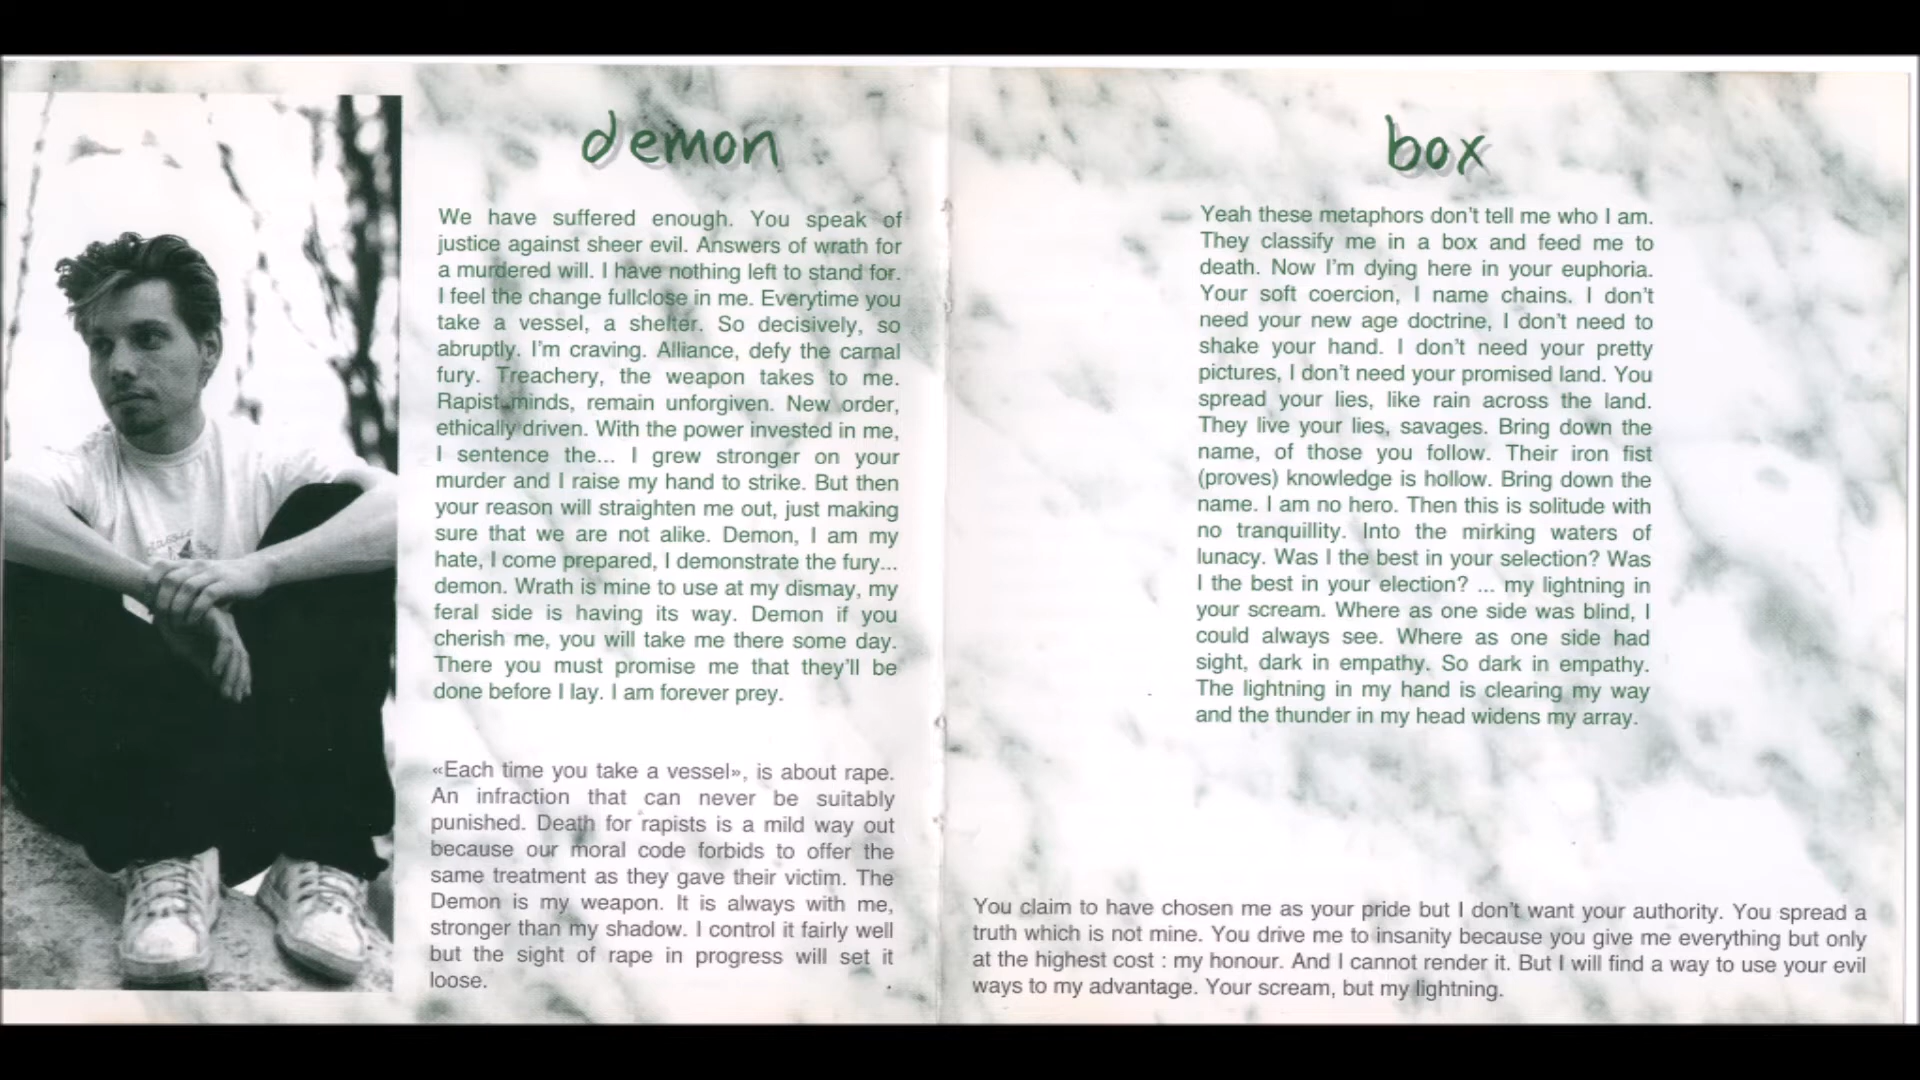 demon
We have suffered enough. You speak of
justice against sheer evil. Answers of wrath for
a murdered will. I have nothing left to stand for.
I feel the change fullclose in me. Everytime you
take a vessel, a shelter. So decisively, so
abruptly. I'm craving. Alliance, defy the carnal
fury. Treachery, the weapon takes to me.
Rapist minds, remain unforgiven. New order,
ethically driven. With the power invested in me,
I sentence the... I grew stronger on your
murder and I raise my hand to strike. But then
your reason will straighten me out, just making
sure that we are not alike. Demon, I am my
hate, I come prepared, I demonstrate the fury...
demon. Wrath is mine to use at my dismay, my
feral side is having its way. Demon if you
cherish me, you will take me there some day.
There you must promise me that they'll be
done before I lay. I am forever prey.
«Each time you take a vessel», is about rape.
An infraction that can never be suitably
punished. Death for rapists is a mild way out
because our moral code forbids to offer the
same treatment as they gave their victim. The
Demon is my weapon. It is always with me,
stronger than my shadow. I control it fairly well
but the sight of rape in progress will set it
loose.
box
Yeah these metaphors don't tell me who I am.
They classify me in a box and feed me to
death. Now I'm dying here in your euphoria.
Your soft coercion, I name chains. I don't
need your new age doctrine, I don't need to
shake your hand. I don't need your pretty
pictures, I don't need your promised land. You
spread your lies, like rain across the land.
They live your lies, savages. Bring down the
name, of those you follow. Their iron fist
(proves) knowledge is hollow. Bring down the
name. I am no hero. Then this is solitude with
no tranquillity. Into the mirking waters of
lunacy. Was I the best in your selection? Was
I the best in your election? ... my lightning in
your scream. Where as one side was blind, I
could always see. Where as one side had
sight, dark in empathy. So dark in empathy.
The lightning in my hand is clearing my way
and the thunder in my head widens my array.
You claim to have chosen me as your pride but I don't want your authority. You spread a
truth which is not mine. You drive me to insanity because you give me everything but only
at the highest cost : my honour. And I cannot render it. But I will find a way to use your evil
ways to my advantage. Your scream, but my lightning.